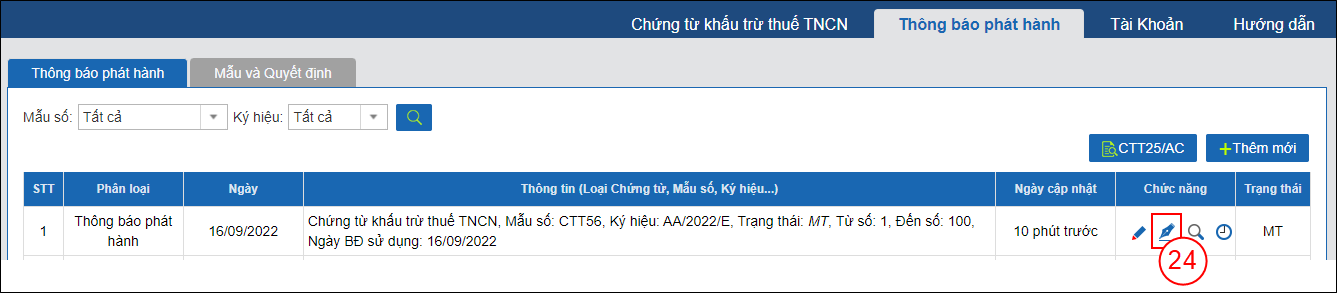 Chứng từ khấu trừ thuế TNCN Thông báo phát hành Tài Khoản Hướng dẫn
Thông báo phát hành Mẫu và Quyết định
Mẫu số: Tất cả Ký hiệu: Tất cả
CTT25/AC Thêm mới
STT Phân loại Ngày Thông tin (Loại Chứng từ, Mẫu số, Ký hiệu...) Ngày cập nhật Chức năng Trạng thái
1 Thông báo phát hành 16/09/2022 Chứng từ khấu trừ thuế TNCN, Mẫu số: CTT56, Ký hiệu: AA/2022/E, Trạng thái: MT, Từ số: 1, Đến số: 100, Ngày BĐ sử dụng: 16/09/2022 10 phút trước MT
24